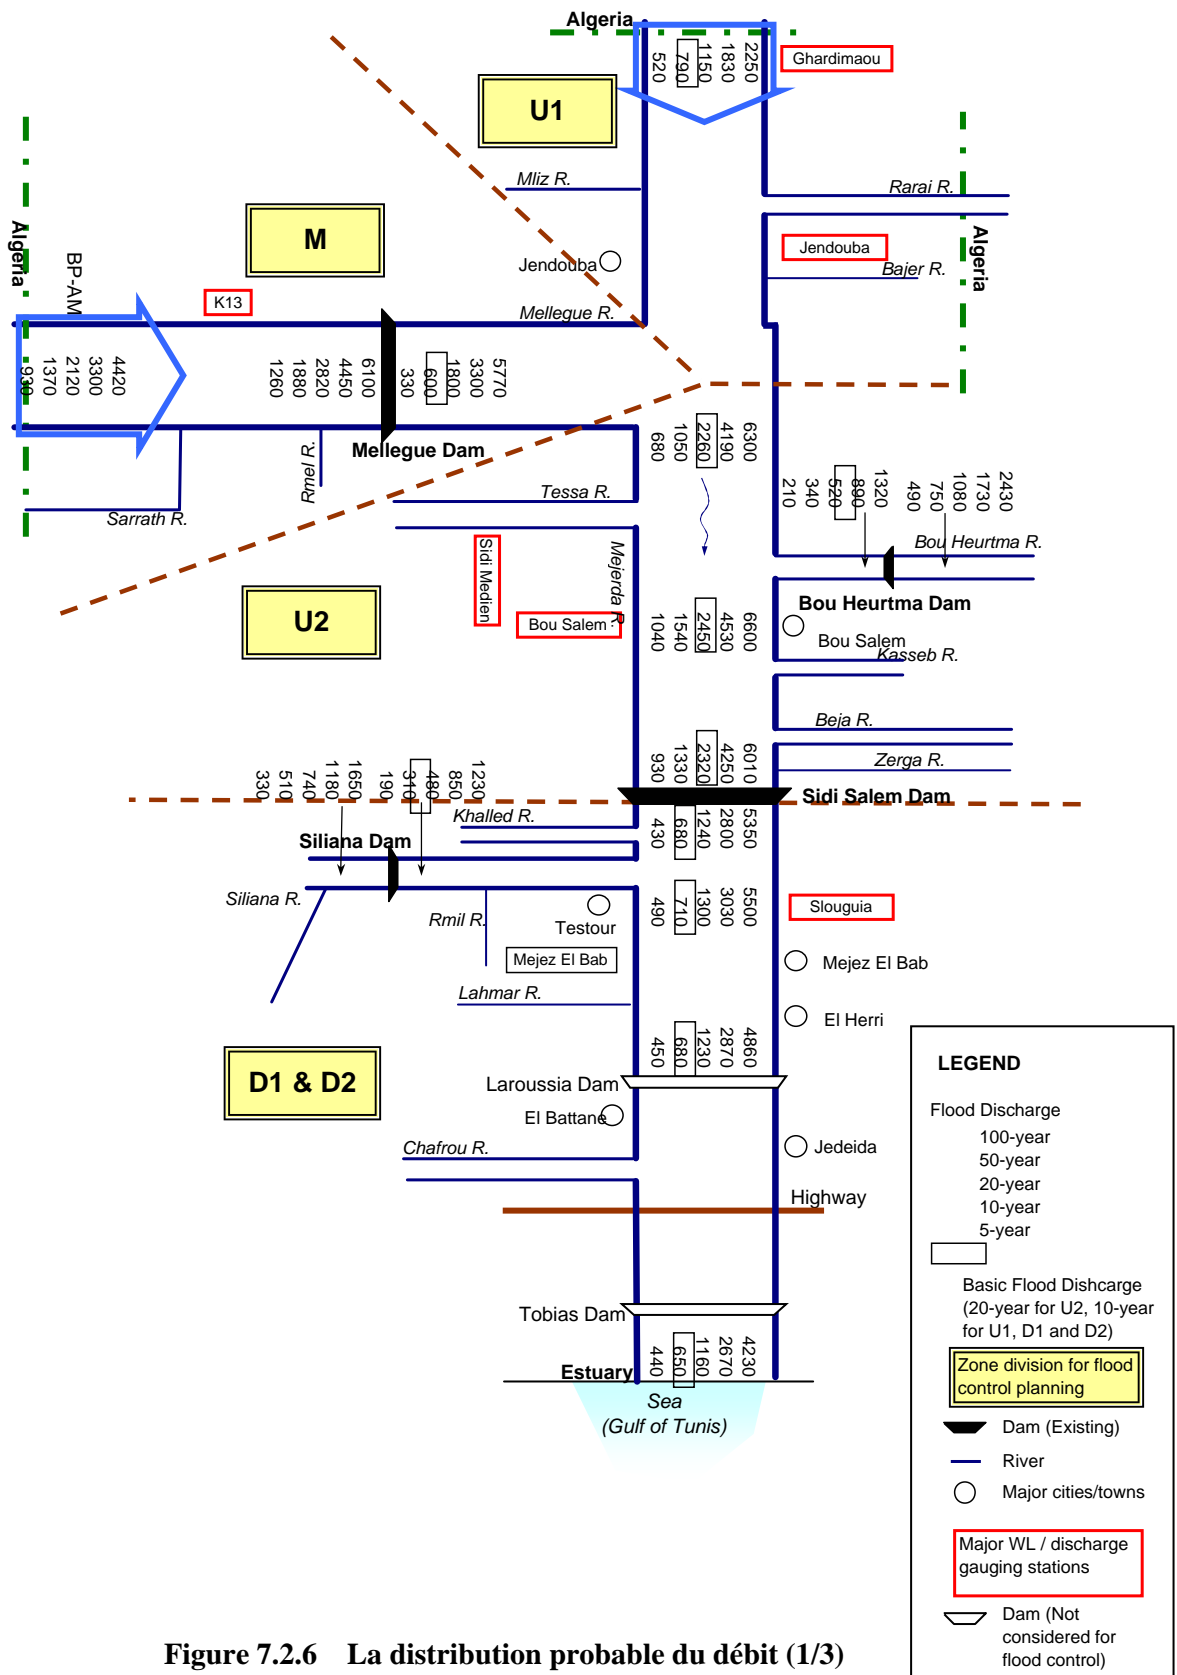 Algeria
2250
1830
1150
790
520
Ghardimaou
U1
Mliz R.
Rarai R.
Algeria
Algeria
M
Jendouba
Jendouba
Bajer R.
BP-AM
K13
Mellegue R.
4420
3300
2120
1370
930
6100
4450
2820
1880
1260
5770
3300
1800
600
330
Mellegue Dam
Rmel R.
Sarrath R.
Tessa R.
6300
4190
2260
1050
680
1320
890
520
340
210
2430
1730
1080
750
490
Bou Heurtma R.
Bou Heurtma Dam
Sidi Medien
Mejerda R.
U2
Bou Salem
6600
4530
2450
1540
1040
Bou Salem
Kasseb R.
Beja R.
Zerga R.
6010
4250
2320
1330
930
Sidi Salem Dam
1650
1180
740
510
330
1230
850
480
310
190
Khalled R.
Siliana Dam
5350
2800
1240
680
430
Siliana R.
Rmil R.
Testour
5500
3030
1300
710
490
Slouguia
Mejez El Bab
Mejez El Bab
Lahmar R.
El Herri
D1 & D2
4860
2870
1230
680
450
Laroussia Dam
El Battane
Chafrou R.
Jedeida
Highway
Tobias Dam
4230
2670
1160
650
440
Estuary
Sea
(Gulf of Tunis)
LEGEND
Flood Discharge
100-year
50-year
20-year
10-year
5-year
Basic Flood Dishcarge
(20-year for U2, 10-year
for U1, D1 and D2)
Zone division for flood
control planning
Dam (Existing)
River
Major cities/towns
Major WL / discharge
gauging stations
Dam (Not
considered for
flood control)
Figure 7.2.6 La distribution probable du débit (1/3)